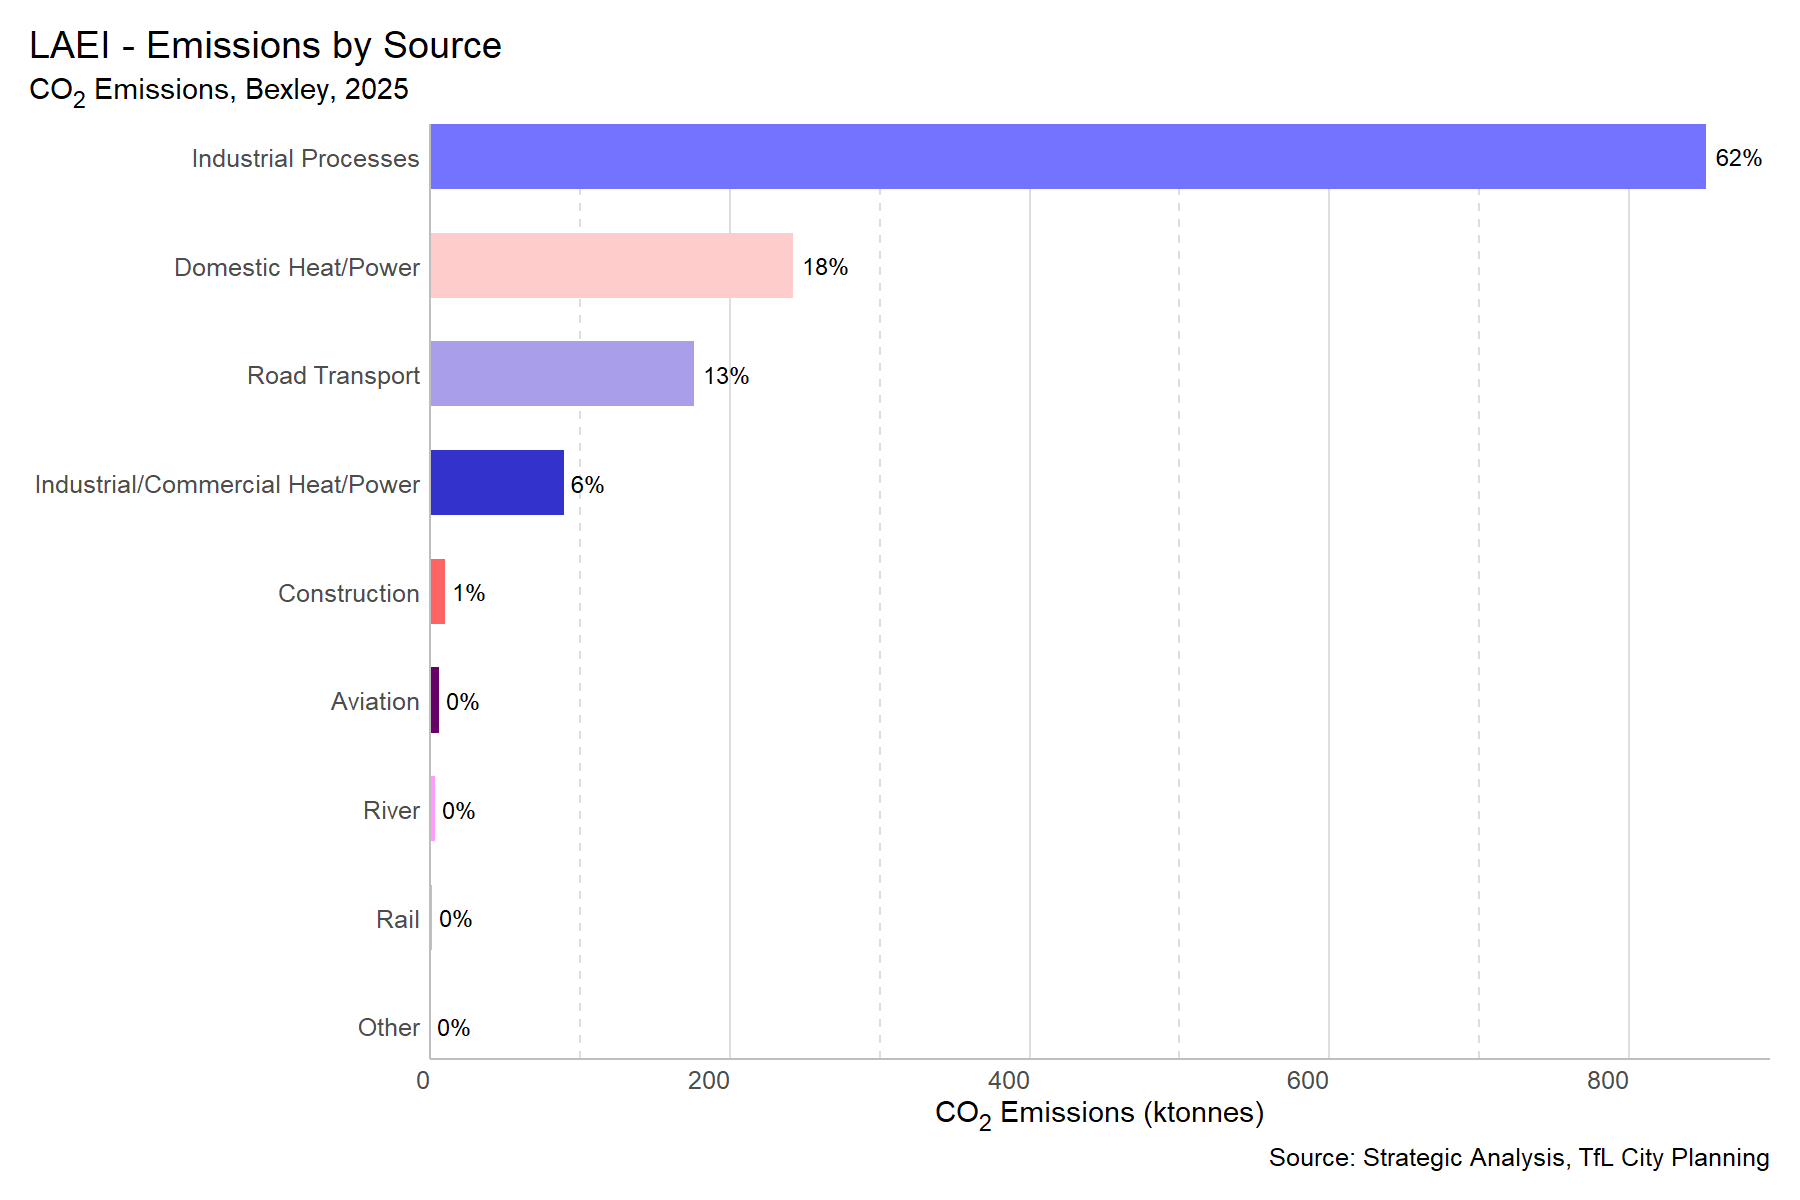 LAEI - Emissions by Source
CO₂ Emissions, Bexley, 2025
Industrial Processes 62%
Domestic Heat/Power 18%
Road Transport 13%
Industrial/Commercial Heat/Power 6%
Construction 1%
Aviation 0%
River 0%
Rail 0%
Other 0%
0 200 400 600 800
CO₂ Emissions (ktonnes)
Source: Strategic Analysis, TfL City Planning